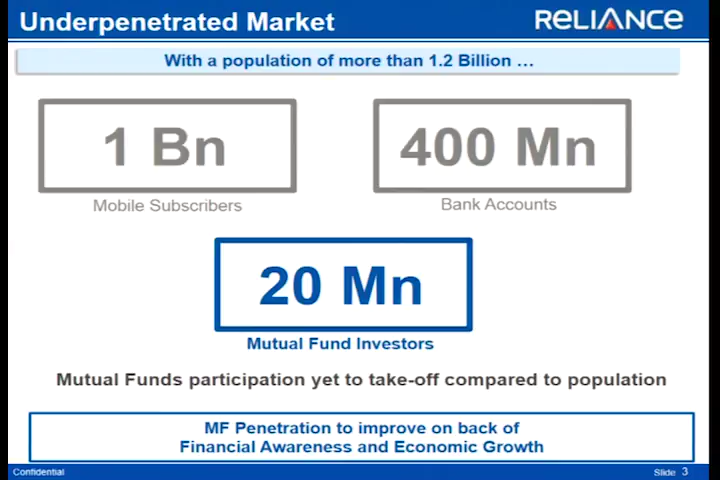 Underpenetrated Market
RELIANCE
With a population of more than 1.2 Billion ...
1 Bn
400 Mn
Mobile Subscribers
Bank Accounts
20 Mn
Mutual Fund Investors
Mutual Funds participation yet to take-off compared to population
MF Penetration to improve on back of
Financial Awareness and Economic Growth
Confidential
Slide 3